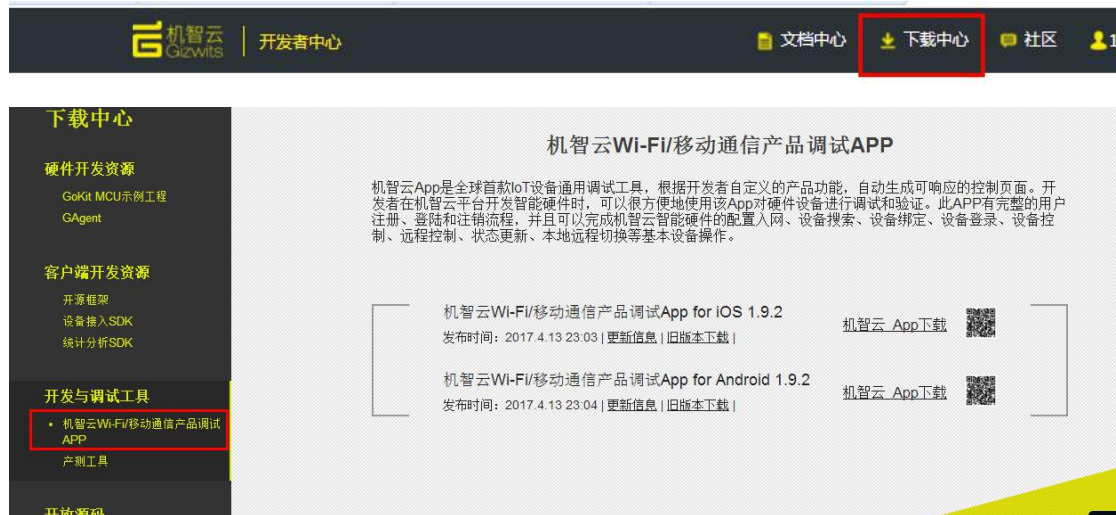 机智云
Gizwits
开发者中心
文档中心
下载中心
社区
1
下载中心
硬件开发资源
GoKit MCU示例工程
GAgent
客户端开发资源
开源框架
设备接入SDK
统计分析SDK
开发与调试工具
机智云Wi-Fi/移动通信产品调试
APP
产测工具
开放源码
机智云Wi-Fi/移动通信产品调试APP
机智云App是全球首款IoT设备通用调试工具，根据开发者自定义的产品功能，自动生成可响应的控制页面。开
发者在机智云平台开发智能硬件时，可以很方便地使用该App对硬件设备进行调试和验证。此APP有完整的用户
注册、登陆和注销流程，并且可以完成机智云智能硬件的配置入网、设备搜索、设备绑定、设备登录、设备控
制、远程控制、状态更新、本地远程切换等基本设备操作。
机智云Wi-Fi/移动通信产品调试App for iOS 1.9.2
发布时间：2017.4.13 23:03 | 更新信息 | 旧版本下载 |
机智云 App下载
机智云Wi-Fi/移动通信产品调试App for Android 1.9.2
发布时间：2017.4.13 23:04 | 更新信息 | 旧版本下载 |
机智云 App下载